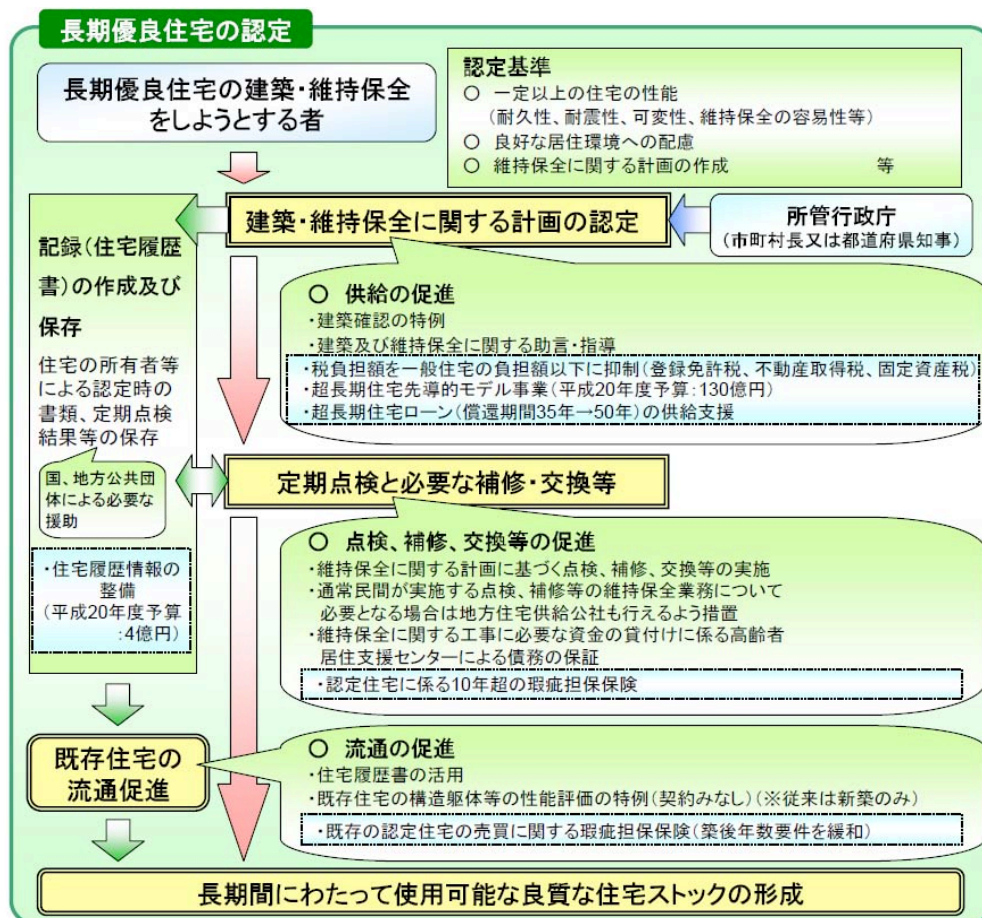 長期優良住宅の認定
長期優良住宅の建築・維持保全
をしようとする者
認定基準
○ 一定以上の住宅の性能
(耐久性、耐震性、可変性、維持保全の容易性等)
○ 良好な居住環境への配慮
○ 維持保全に関する計画の作成 等
建築・維持保全に関する計画の認定
所管行政庁
(市町村長又は都道府県知事)
記録(住宅履歴
書)の作成及び
保存
住宅の所有者等
による認定時の
書類、定期点検
結果等の保存
国、地方公共団
体による必要な
援助
・住宅履歴情報の
整備
(平成20年度予算
:4億円)
○ 供給の促進
・建築確認の特例
・建築及び維持保全に関する助言・指導
・税負担額を一般住宅の負担額以下に抑制(登録免許税、不動産取得税、固定資産税)
・超長期住宅先導的モデル事業(平成20年度予算:130億円)
・超長期住宅ローン(償還期間35年→50年)の供給支援
定期点検と必要な補修・交換等
○ 点検、補修、交換等の促進
・維持保全に関する計画に基づく点検、補修、交換等の実施
・通常民間が実施する点検、補修等の維持保全業務について
必要となる場合は地方住宅供給公社も行えるよう措置
・維持保全に関する工事に必要な資金の貸付けに係る高齢者
居住支援センターによる債務の保証
・認定住宅に係る10年超の瑕疵担保保険
既存住宅の
流通促進
○ 流通の促進
・住宅履歴書の活用
・既存住宅の構造躯体等の性能評価の特例(契約みなし)(※従来は新築のみ)
・既存の認定住宅の売買に関する瑕疵担保保険(築後年数要件を緩和)
長期間にわたって使用可能な良質な住宅ストックの形成